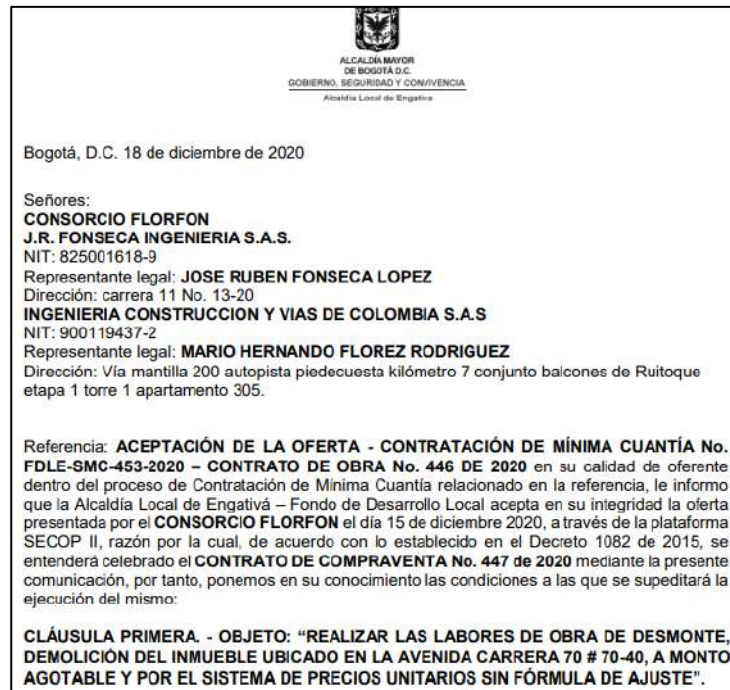 ALCALDÍA MAYOR
DE BOGOTÁ D.C.
GOBIERNO, SEGURIDAD Y CONVIVENCIA
Alcaldía Local de Engativa
Bogotá, D.C. 18 de diciembre de 2020
Señores:
CONSORCIO FLORFON
J.R. FONSECA INGENIERIA S.A.S.
NIT: 825001618-9
Representante legal: JOSE RUBEN FONSECA LOPEZ
Dirección: carrera 11 No. 13-20
INGENIERIA CONSTRUCCION Y VIAS DE COLOMBIA S.A.S
NIT: 900119437-2
Representante legal: MARIO HERNANDO FLOREZ RODRIGUEZ
Dirección: Vía mantilla 200 autopista piedecuesta kilómetro 7 conjunto balcones de Ruitoque
etapa 1 torre 1 apartamento 305.
Referencia: ACEPTACIÓN DE LA OFERTA - CONTRATACIÓN DE MÍNIMA CUANTÍA No.
FDLE-SMC-453-2020 – CONTRATO DE OBRA No. 446 DE 2020 en su calidad de oferente
dentro del proceso de Contratación de Mínima Cuantía relacionado en la referencia, le informo
que la Alcaldía Local de Engativá – Fondo de Desarrollo Local acepta en su integridad la oferta
presentada por el CONSORCIO FLORFON el día 15 de diciembre 2020, a través de la plataforma
SECOP II, razón por la cual, de acuerdo con lo establecido en el Decreto 1082 de 2015, se
entenderá celebrado el CONTRATO DE COMPRAVENTA No. 447 de 2020 mediante la presente
comunicación, por tanto, ponemos en su conocimiento las condiciones a las que se supeditará la
ejecución del mismo:
CLÁUSULA PRIMERA. - OBJETO: “REALIZAR LAS LABORES DE OBRA DE DESMONTE,
DEMOLICIÓN DEL INMUEBLE UBICADO EN LA AVENIDA CARRERA 70 # 70-40, A MONTO
AGOTABLE Y POR EL SISTEMA DE PRECIOS UNITARIOS SIN FÓRMULA DE AJUSTE”.